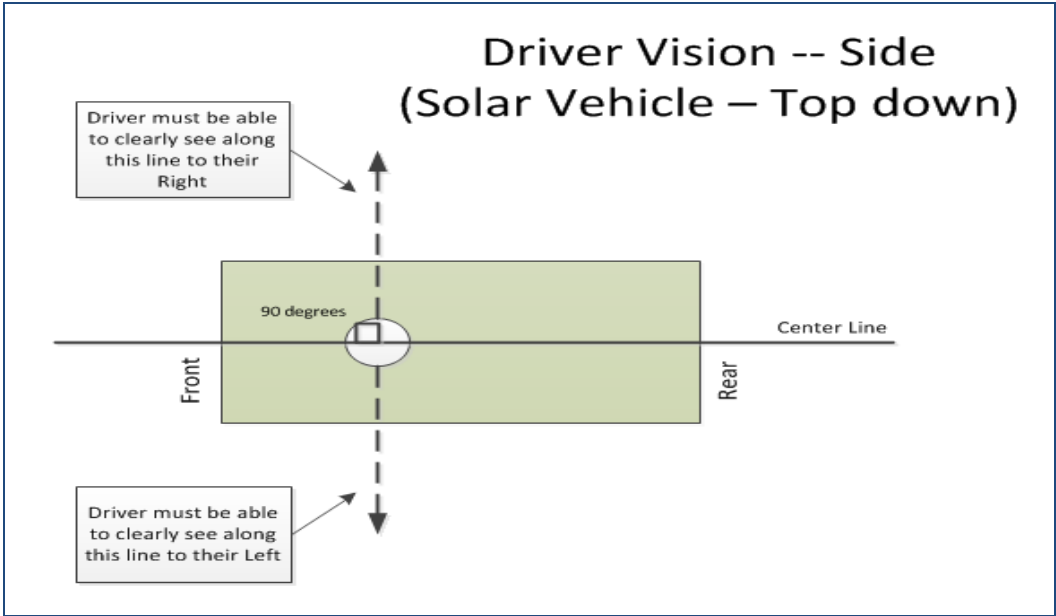 Driver Vision -- Side
(Solar Vehicle – Top down)
Driver must be able
to clearly see along
this line to their
Right
90 degrees
Center Line
Front
Rear
Driver must be able
to clearly see along
this line to their Left